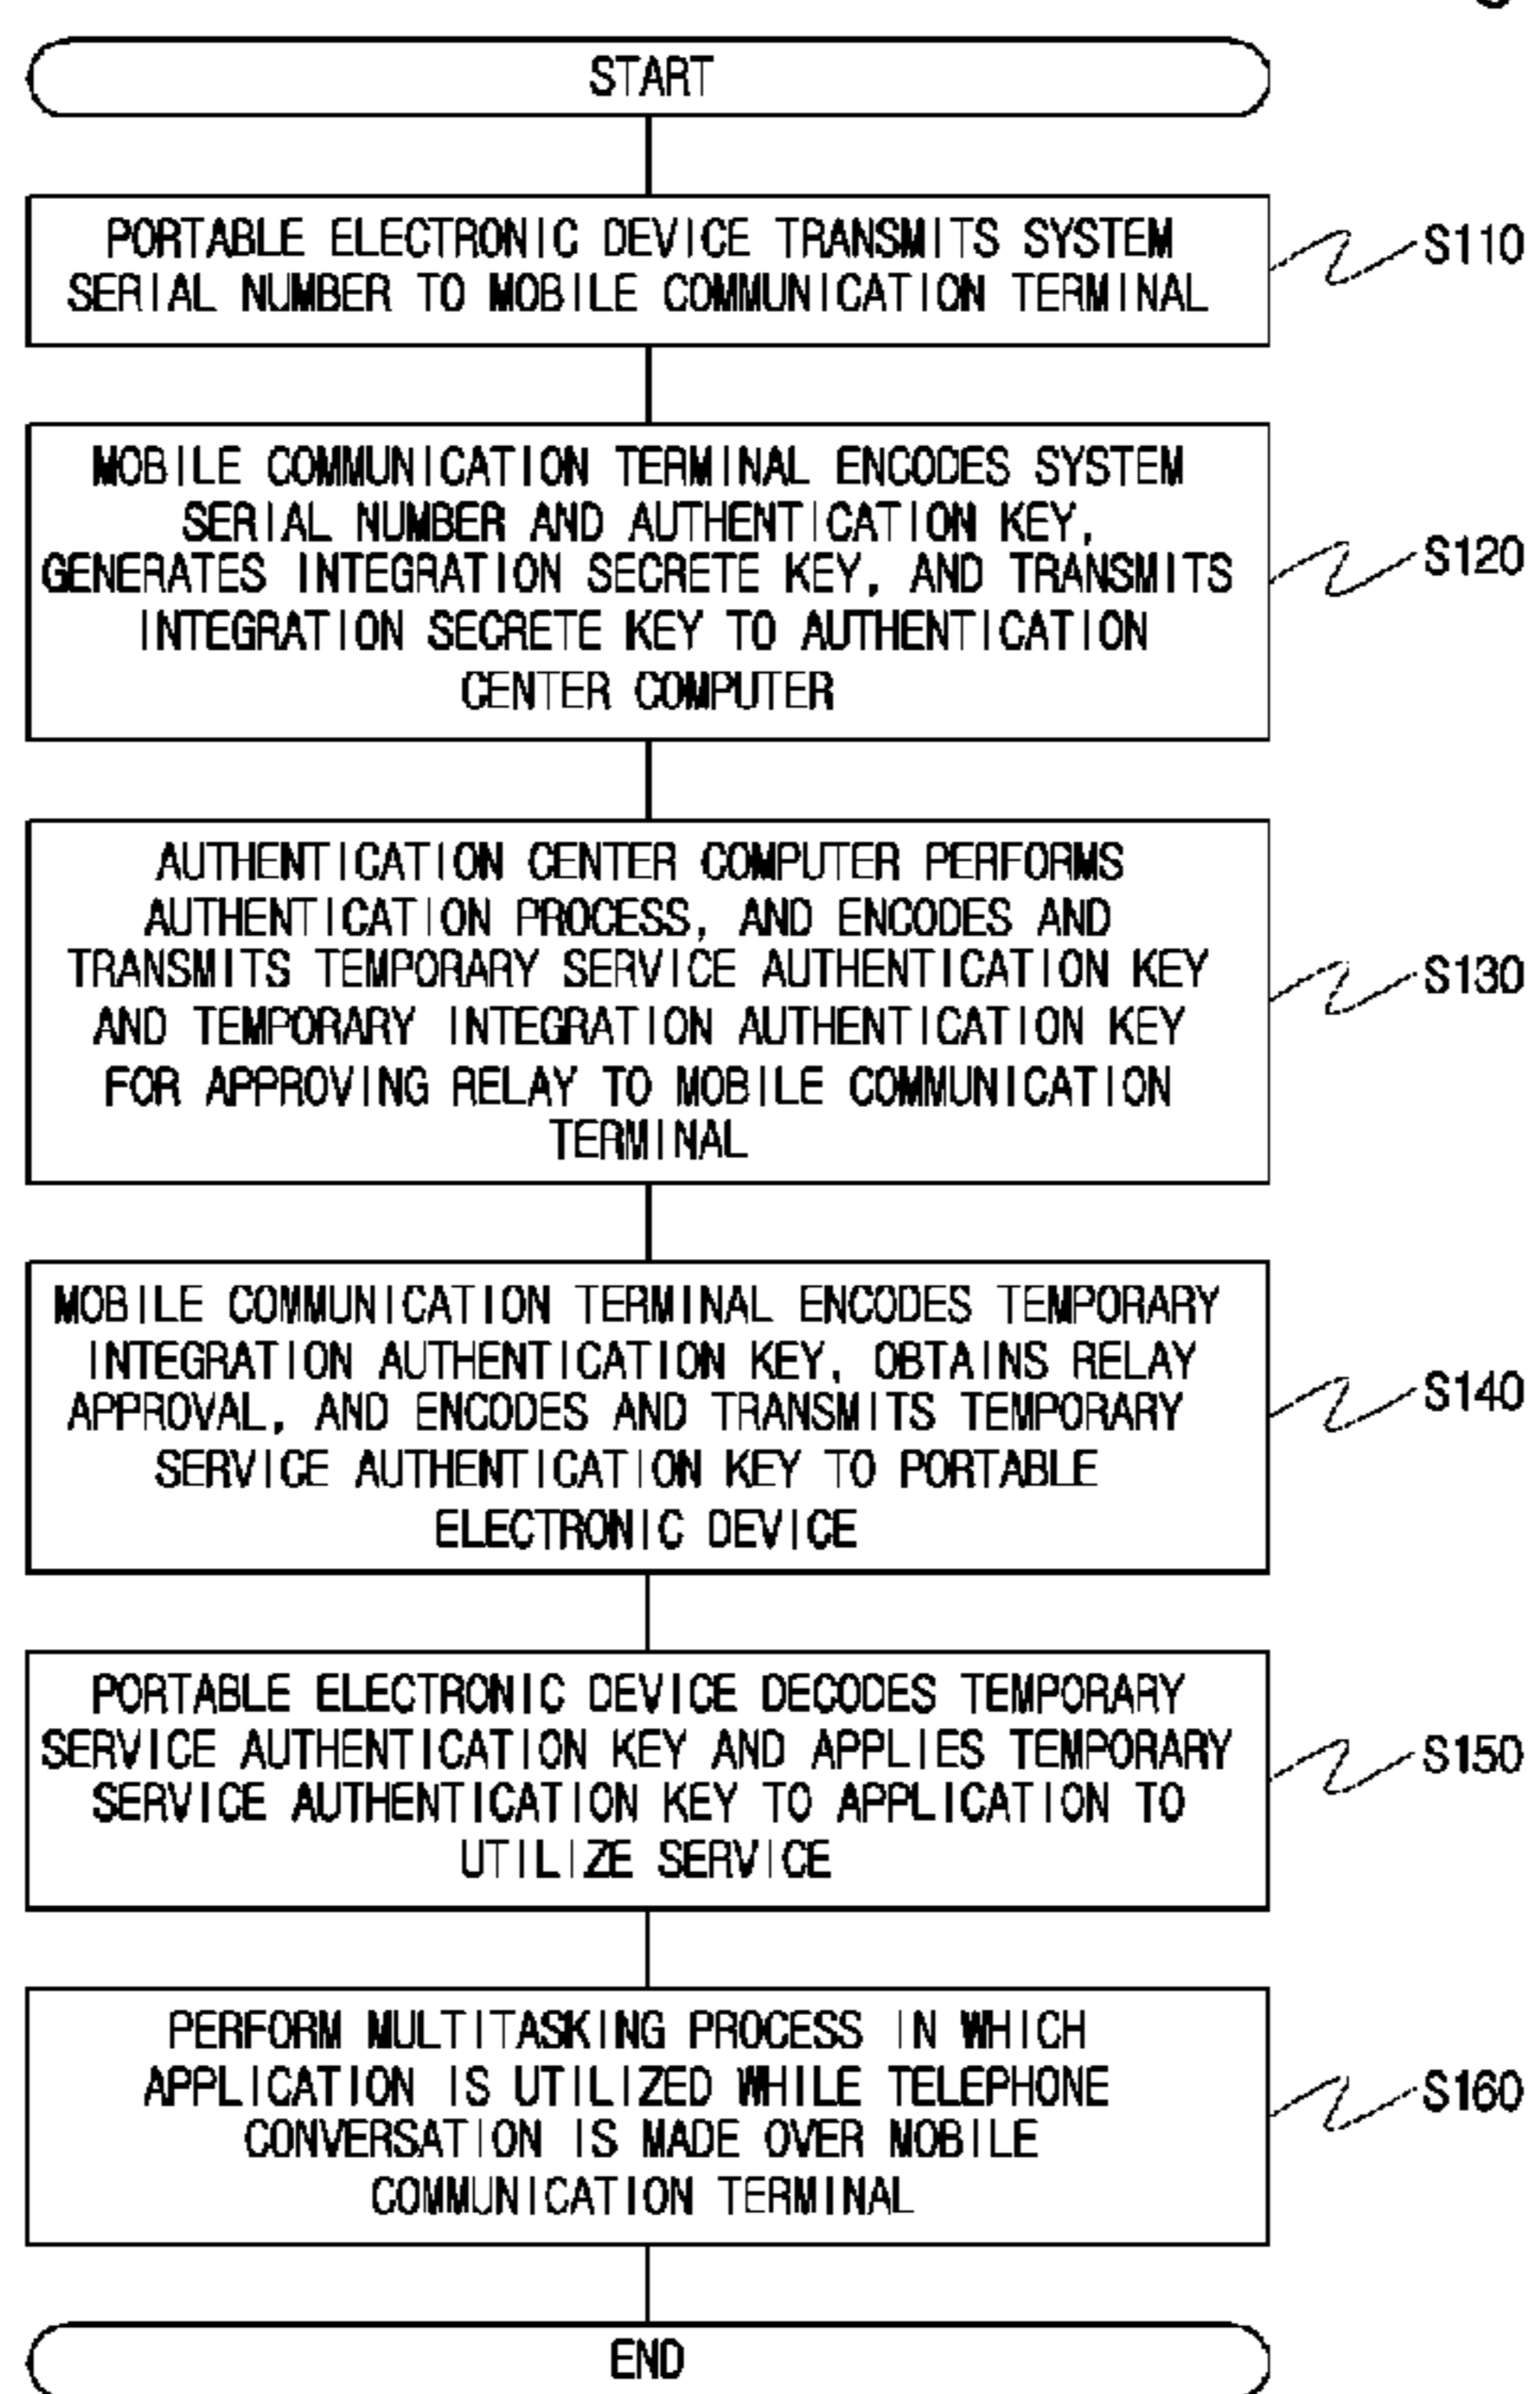 START
PORTABLE ELECTRONIC DEVICE TRANSMITS SYSTEM
SERIAL NUMBER TO MOBILE COMMUNICATION TERMINAL
S110
MOBILE COMMUNICATION TERMINAL ENCODES SYSTEM
SERIAL NUMBER AND AUTHENTICATION KEY,
GENERATES INTEGRATION SECRETE KEY, AND TRANSMITS
INTEGRATION SECRETE KEY TO AUTHENTICATION
CENTER COMPUTER
S120
AUTHENTICATION CENTER COMPUTER PERFORMS
AUTHENTICATION PROCESS, AND ENCODES AND
TRANSMITS TEMPORARY SERVICE AUTHENTICATION KEY
AND TEMPORARY INTEGRATION AUTHENTICATION KEY
FOR APPROVING RELAY TO MOBILE COMMUNICATION
TERMINAL
S130
MOBILE COMMUNICATION TERMINAL ENCODES TEMPORARY
INTEGRATION AUTHENTICATION KEY, OBTAINS RELAY
APPROVAL, AND ENCODES AND TRANSMITS TEMPORARY
SERVICE AUTHENTICATION KEY TO PORTABLE
ELECTRONIC DEVICE
S140
PORTABLE ELECTRONIC DEVICE DECODES TEMPORARY
SERVICE AUTHENTICATION KEY AND APPLIES TEMPORARY
SERVICE AUTHENTICATION KEY TO APPLICATION TO
UTILIZE SERVICE
S150
PERFORM MULTITASKING PROCESS IN WHICH
APPLICATION IS UTILIZED WHILE TELEPHONE
CONVERSATION IS MADE OVER MOBILE
COMMUNICATION TERMINAL
S160
END